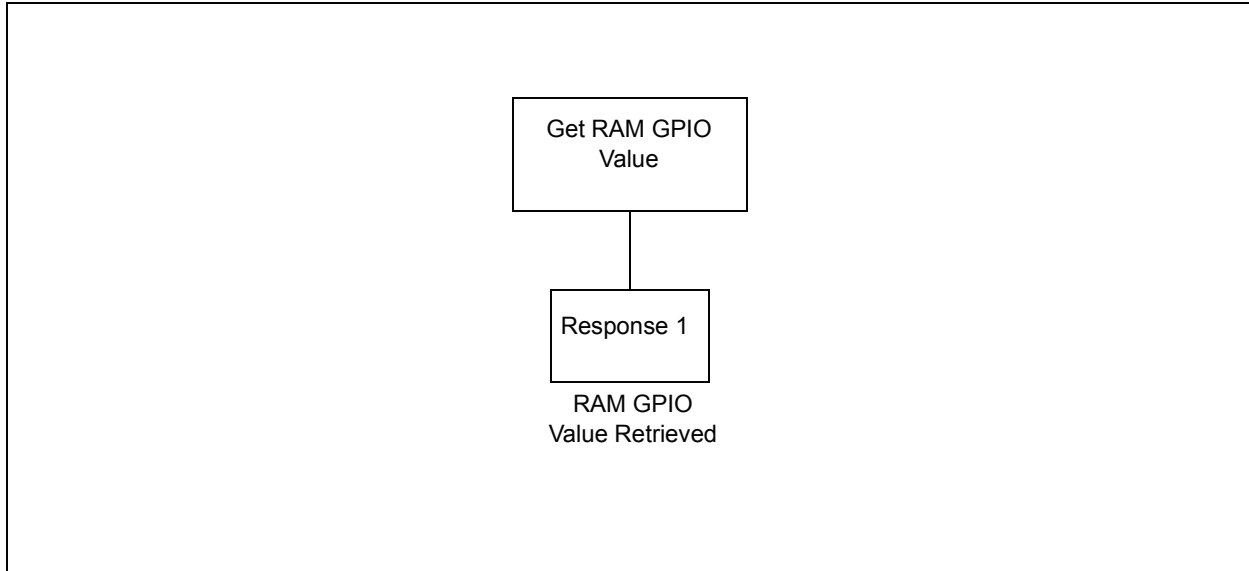 Get RAM GPIO
Value
Response 1
RAM GPIO
Value Retrieved